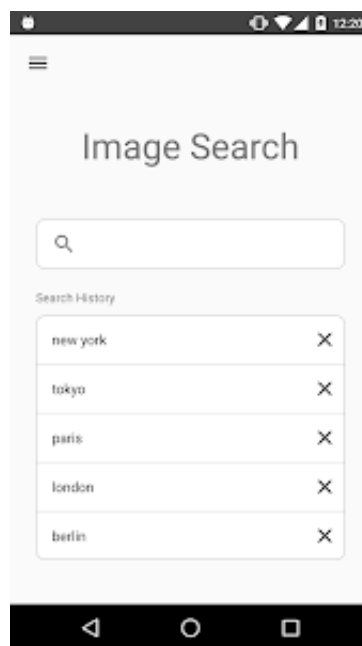 12:20
Image Search
Search History
new york
tokyo
paris
london
berlin